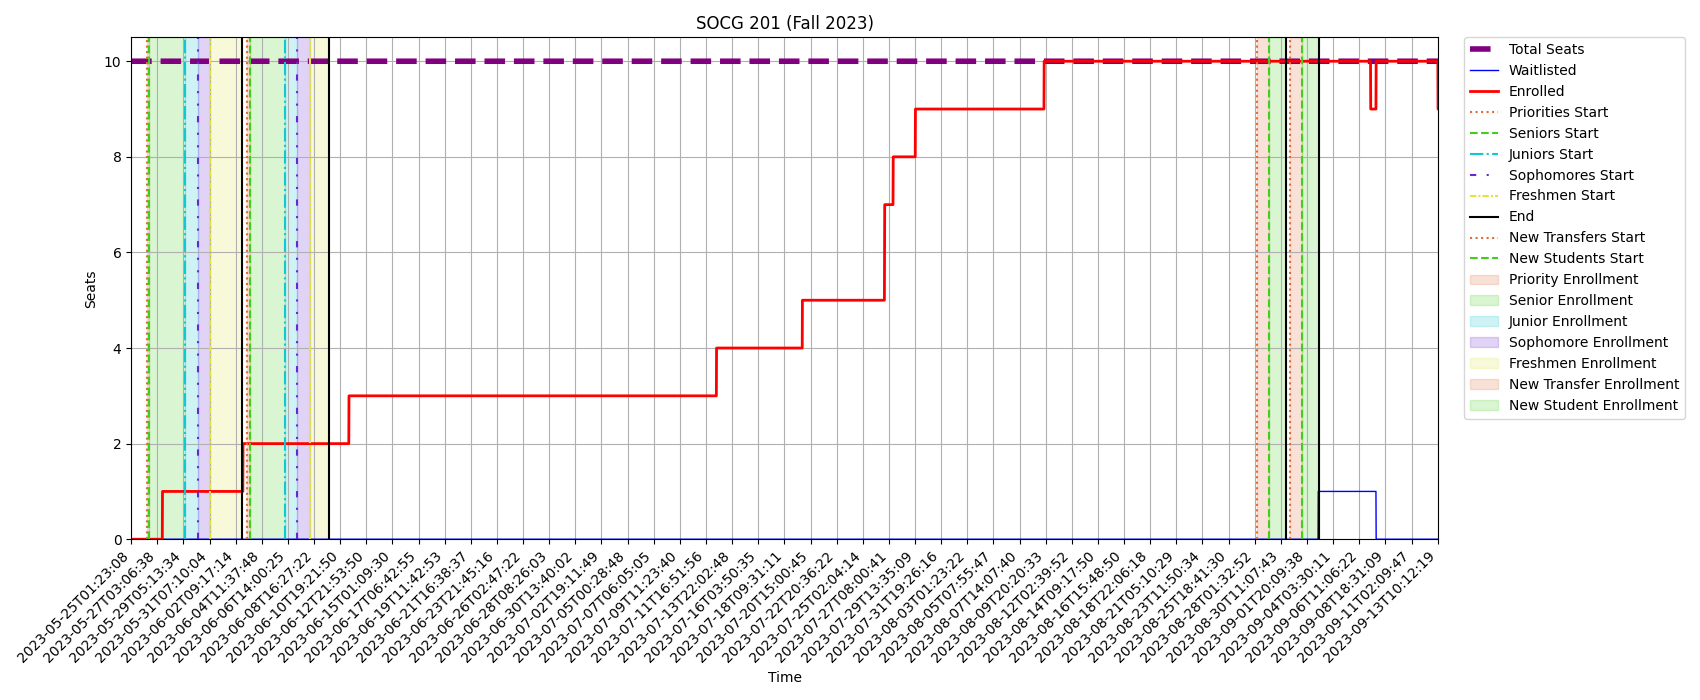 SOCG 201 (Fall 2023)
Seats
10
8
6
4
2
0
2023-05-25T01:23:08
2023-05-27T03:06:38
2023-05-29T05:13:34
2023-05-31T07:10:04
2023-06-02T09:17:14
2023-06-04T11:37:48
2023-06-06T14:00:25
2023-06-08T16:27:22
2023-06-10T19:21:50
2023-06-12T21:53:50
2023-06-15T01:09:30
2023-06-17T06:42:55
2023-06-19T11:42:53
2023-06-21T16:38:37
2023-06-23T21:45:16
2023-06-26T02:47:22
2023-06-28T08:26:03
2023-06-30T13:40:02
2023-07-02T19:11:49
2023-07-05T00:28:48
2023-07-07T06:05:05
2023-07-09T11:23:40
2023-07-11T16:51:56
2023-07-13T22:02:48
2023-07-16T03:50:35
2023-07-18T09:31:11
2023-07-20T15:00:45
2023-07-22T20:36:22
2023-07-25T02:04:14
2023-07-27T08:00:41
2023-07-29T13:35:09
2023-07-31T19:26:16
2023-08-03T01:23:22
2023-08-05T07:55:47
2023-08-07T14:07:40
2023-08-09T20:20:33
2023-08-12T02:39:52
2023-08-14T09:17:50
2023-08-16T15:48:50
2023-08-18T22:06:18
2023-08-21T05:10:29
2023-08-23T11:50:34
2023-08-25T18:41:30
2023-08-28T01:32:52
2023-08-30T11:07:43
2023-09-01T20:09:38
2023-09-04T03:30:11
2023-09-06T11:06:22
2023-09-08T18:31:09
2023-09-11T02:09:47
2023-09-13T10:12:19
Time
Total Seats
Waitlisted
Enrolled
Priorities Start
Seniors Start
Juniors Start
Sophomores Start
Freshmen Start
End
New Transfers Start
New Students Start
Priority Enrollment
Senior Enrollment
Junior Enrollment
Sophomore Enrollment
Freshmen Enrollment
New Transfer Enrollment
New Student Enrollment